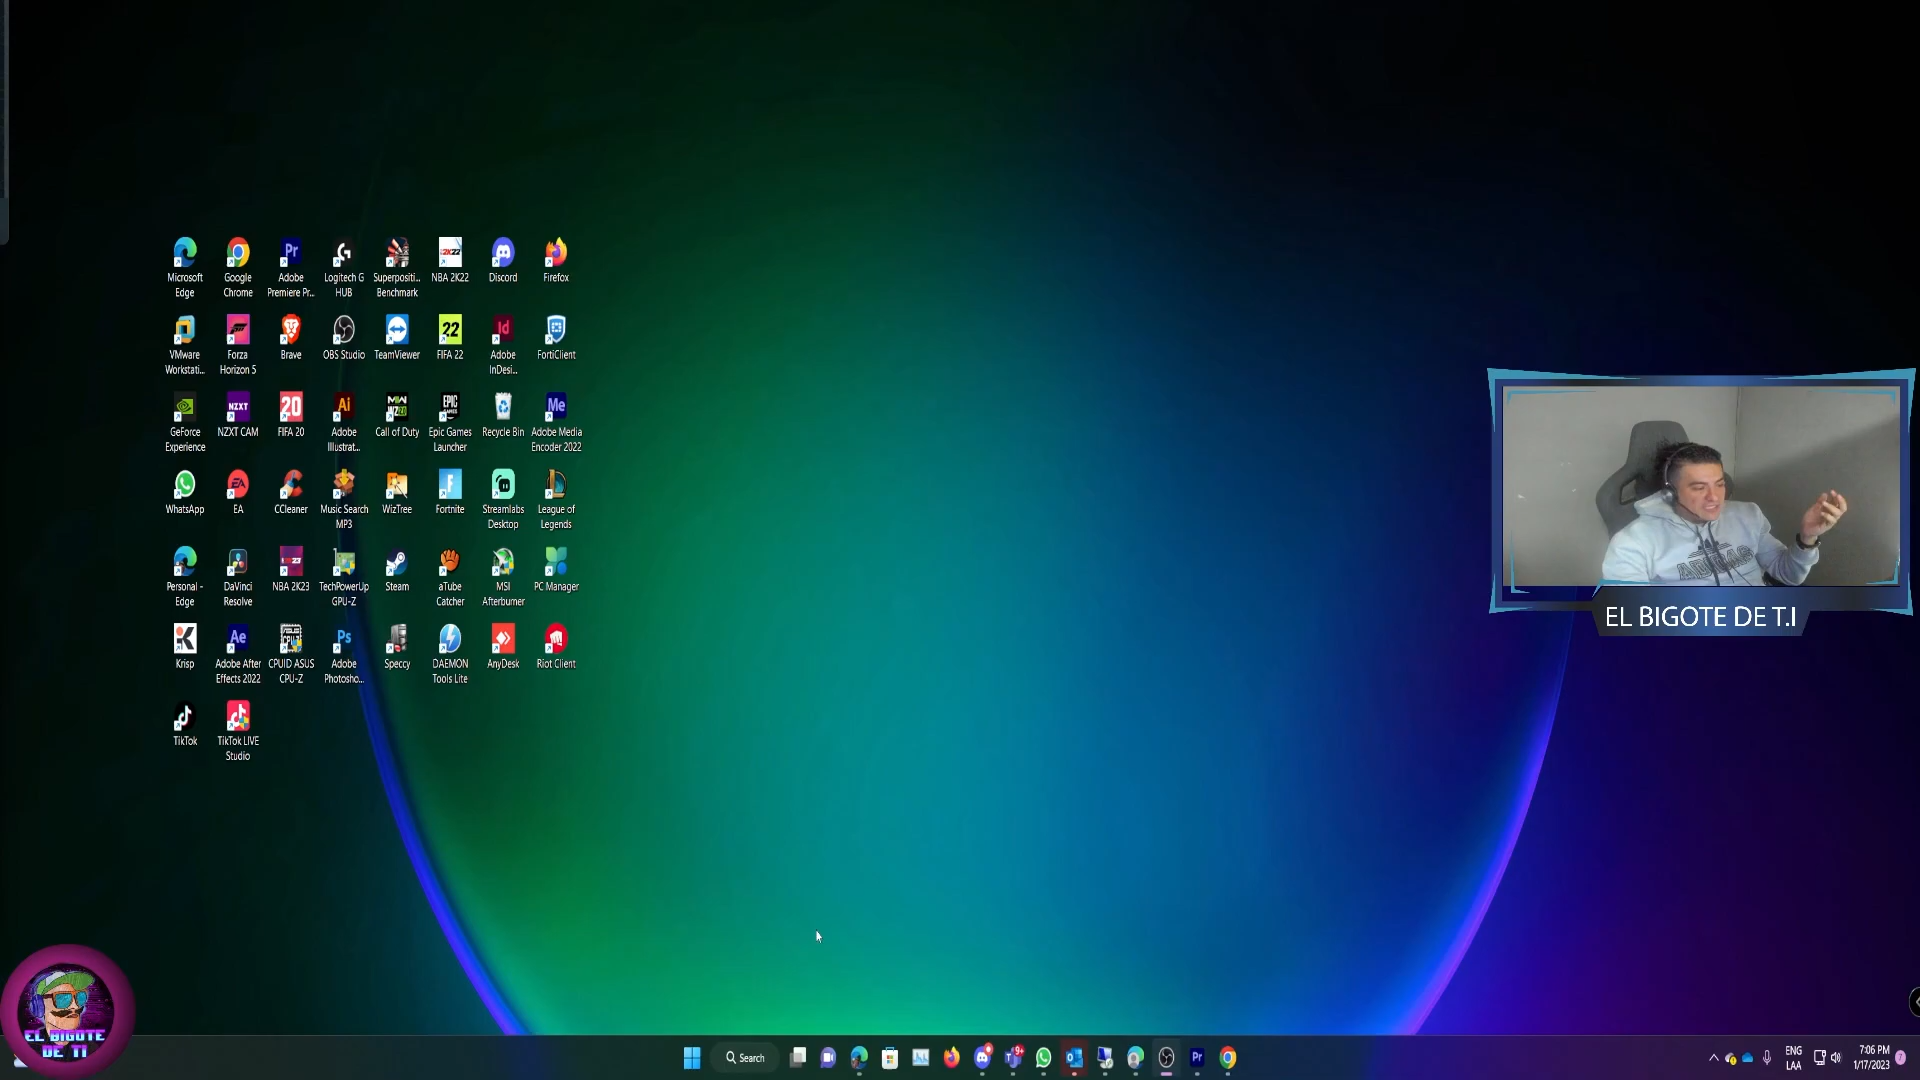 Microsoft
Edge
Google
Chrome
Adobe
Premiere Pr...
Logitech G
HUB
Superpositi...
Benchmark
NBA 2K22
Discord
Firefox
VMware
Workstati...
Forza
Horizon 5
Brave
OBS Studio
TeamViewer
FIFA 22
Adobe
InDesi...
FortiClient
GeForce
Experience
NZXT CAM
FIFA 20
Adobe
Illustrat...
Call of Duty
Epic Games
Launcher
Recycle Bin
Adobe Media
Encoder 2022
WhatsApp
EA
CCleaner
Music Search
MP3
WizTree
Fortnite
Streamlabs
Desktop
League of
Legends
Personal -
Edge
DaVinci
Resolve
NBA 2K23
TechPowerUp
GPU-Z
Steam
aTube
Catcher
MSI
Afterburner
PC Manager
Krisp
Adobe After
Effects 2022
CPUID ASUS
CPU-Z
Adobe
Photosho...
Speccy
DAEMON
Tools Lite
AnyDesk
Riot Client
TikTok
TikTok LIVE
Studio
EL BIGOTE DE T.I
EL BIGOTE
DE TI
Search
ENG
LAA
7:06 PM
1/17/2023
7